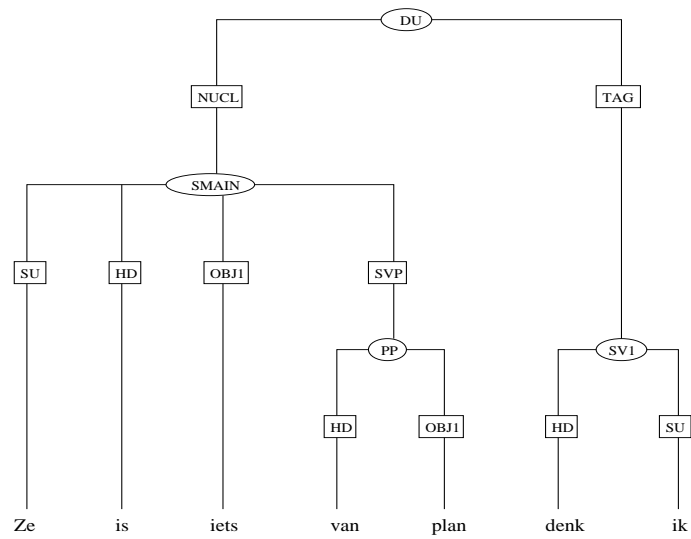 DU
NUCL TAG
SMAIN
SU HD OBJ1 SVP
PP SV1
HD OBJ1 HD SU
Ze is iets van plan denk ik